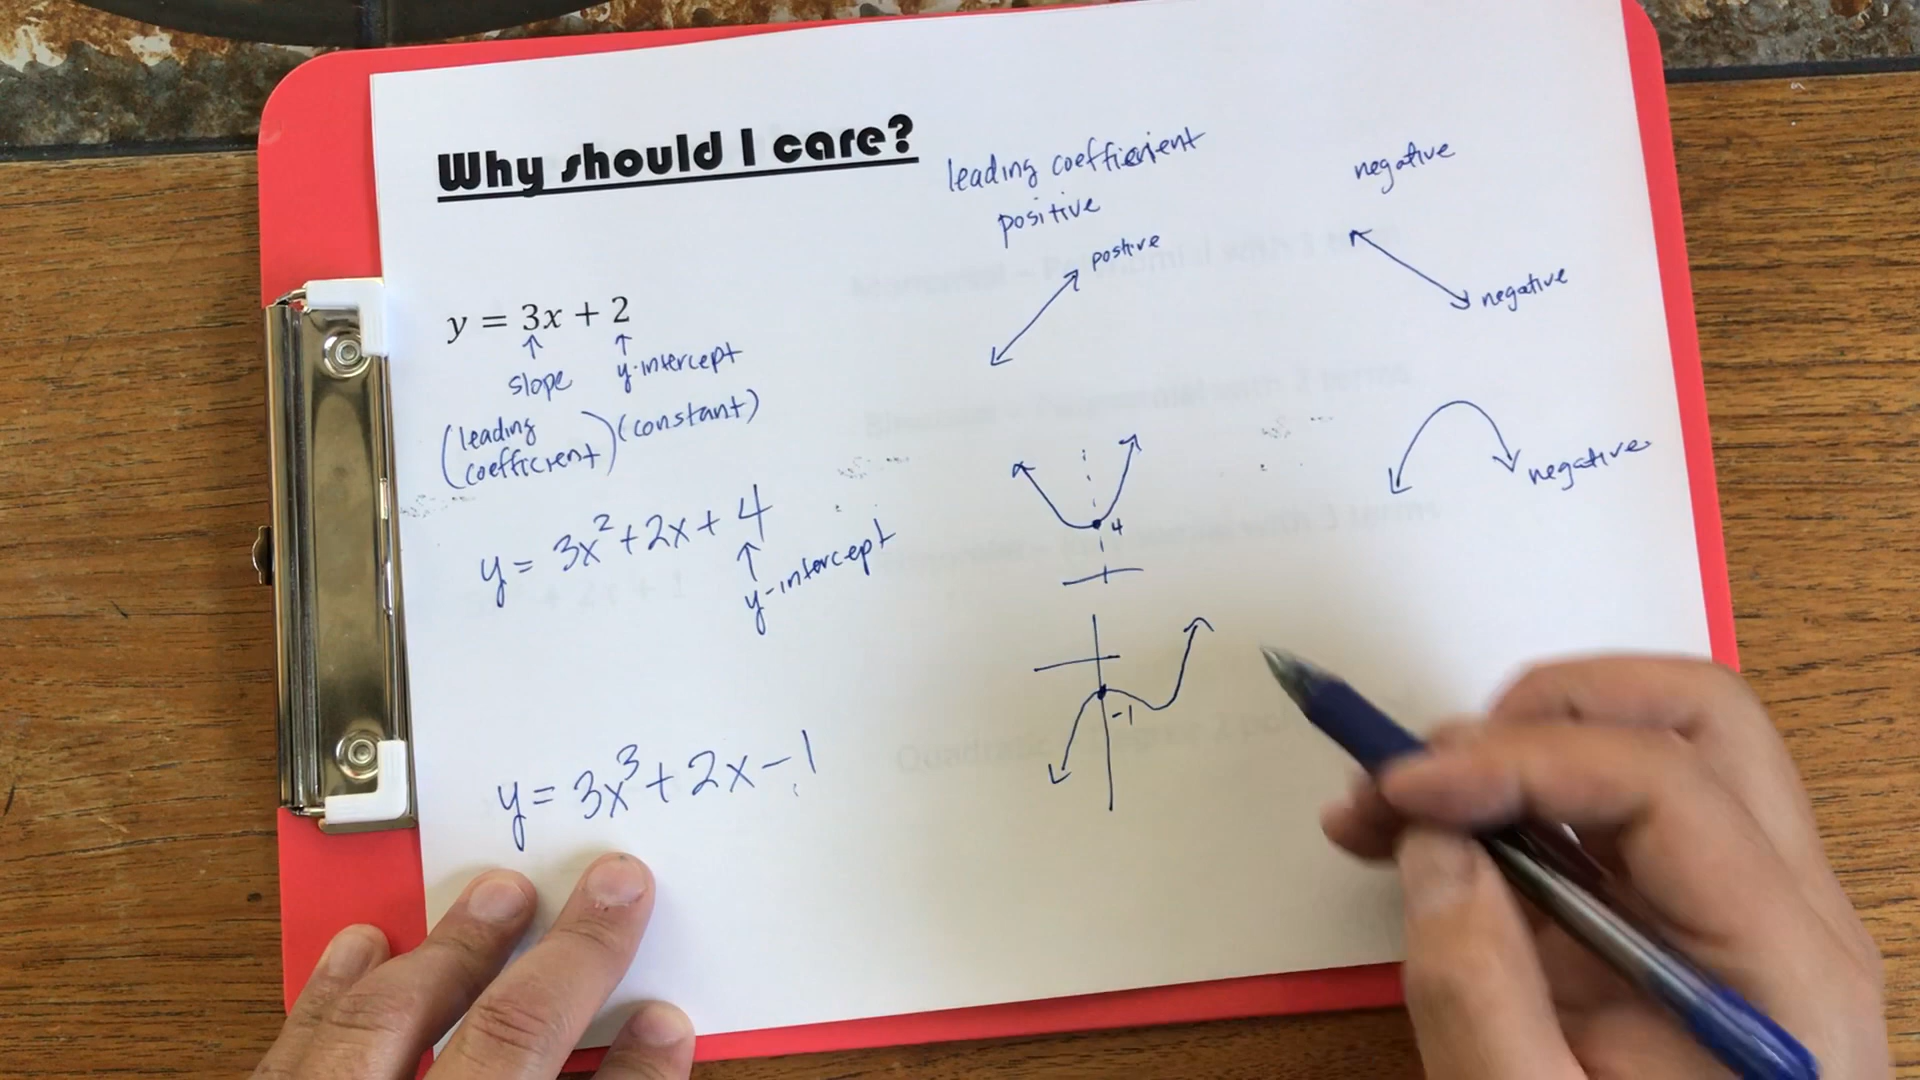 Why should I care?
leading coefficient
positive
postive
negative
negative
y = 3x + 2
↑ ↑
slope y-intercept
(leading coefficient) (constant)
4
negative
y = 3x²+2x+4
↑
y-intercept
-1
y = 3x³+2x-1